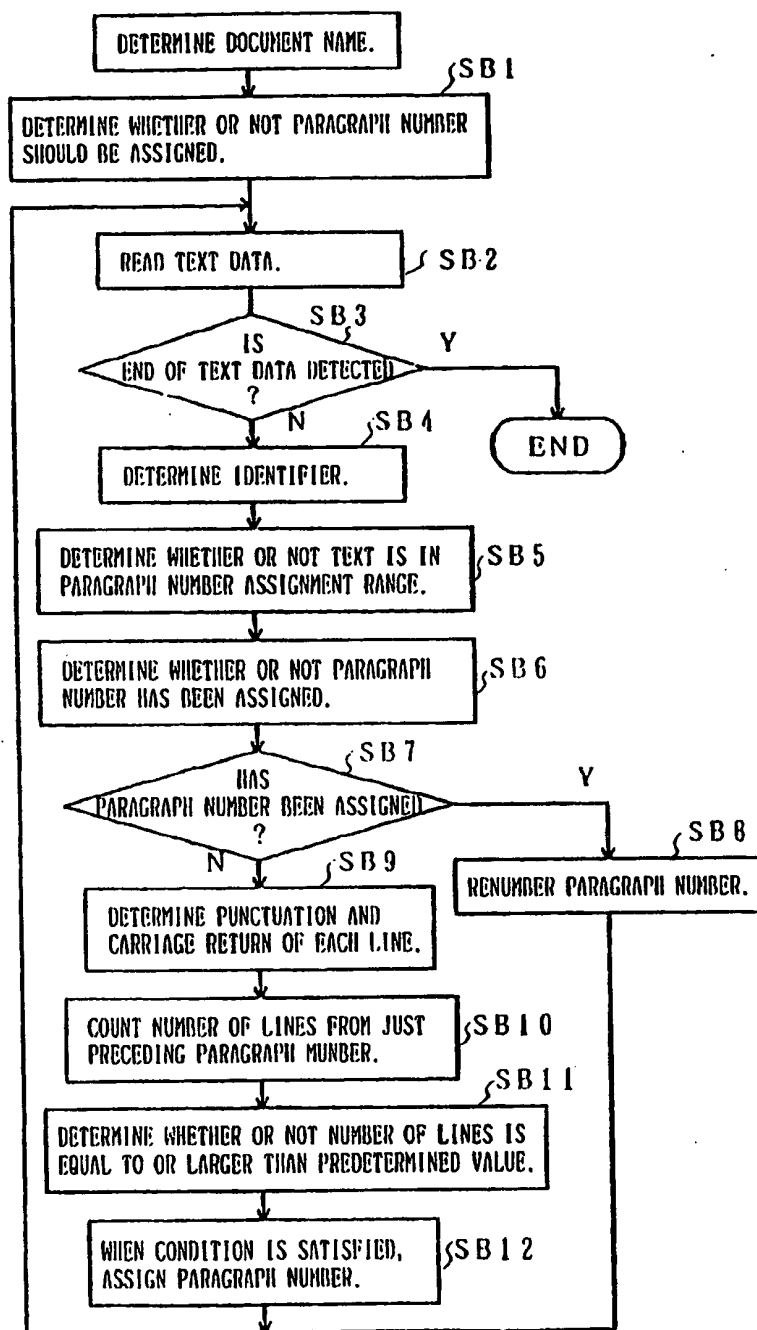 DETERMINE DOCUMENT NAME.
SB1
DETERMINE WHETHER OR NOT PARAGRAPH NUMBER
SHOULD BE ASSIGNED.
READ TEXT DATA.
SB2
SB3
IS
END OF TEXT DATA DETECTED
?
Y
N
END
SB4
DETERMINE IDENTIFIER.
DETERMINE WHETHER OR NOT TEXT IS IN
PARAGRAPH NUMBER ASSIGNMENT RANGE.
SB5
DETERMINE WHETHER OR NOT PARAGRAPH
NUMBER HAS BEEN ASSIGNED.
SB6
SB7
HAS
PARAGRAPH NUMBER BEEN ASSIGNED
?
Y
N
SB8
RENUMBER PARAGRAPH NUMBER.
SB9
DETERMINE PUNCTUATION AND
CARRIAGE RETURN OF EACH LINE.
COUNT NUMBER OF LINES FROM JUST
PRECEDING PARAGRAPH MUNBER.
SB10
SB11
DETERMINE WHETHER OR NOT NUMBER OF LINES IS
EQUAL TO OR LARGER THAN PREDETERMINED VALUE.
WHEN CONDITION IS SATISFIED,
ASSIGN PARAGRAPH NUMBER.
SB12